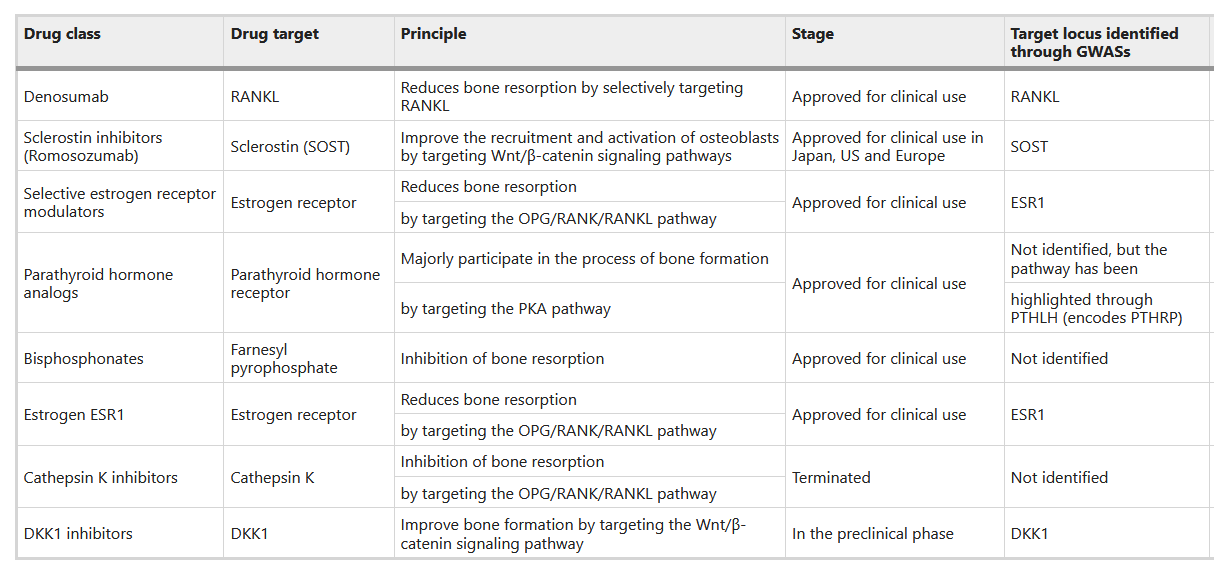 Drug class
Drug target
Principle
Stage
Target locus identified
through GWASs
Denosumab
RANKL
Reduces bone resorption by selectively targeting
RANKL
Approved for clinical use
RANKL
Sclerostin inhibitors
(Romosozumab)
Sclerostin (SOST)
Improve the recruitment and activation of osteoblasts
by targeting Wnt/β-catenin signaling pathways
Approved for clinical use in
Japan, US and Europe
SOST
Selective estrogen receptor
modulators
Estrogen receptor
Reduces bone resorption
by targeting the OPG/RANK/RANKL pathway
Approved for clinical use
ESR1
Parathyroid hormone
analogs
Parathyroid hormone
receptor
Majorly participate in the process of bone formation
by targeting the PKA pathway
Approved for clinical use
Not identified, but the
pathway has been
highlighted through
PTHLH (encodes PTHRP)
Bisphosphonates
Farnesyl
pyrophosphate
Inhibition of bone resorption
Approved for clinical use
Not identified
Estrogen ESR1
Estrogen receptor
Reduces bone resorption
by targeting the OPG/RANK/RANKL pathway
Approved for clinical use
ESR1
Cathepsin K inhibitors
Cathepsin K
Inhibition of bone resorption
by targeting the OPG/RANK/RANKL pathway
Terminated
Not identified
DKK1 inhibitors
DKK1
Improve bone formation by targeting the Wnt/β-
catenin signaling pathway
In the preclinical phase
DKK1